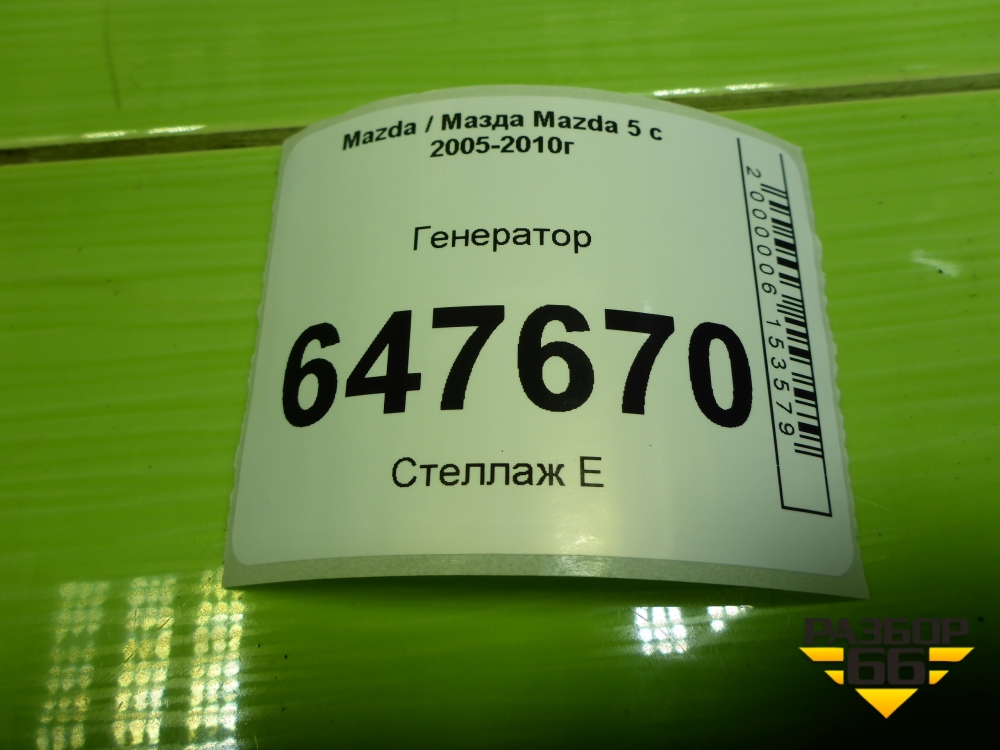 Mazda / Мазда Mazda 5 с
2005-2010г
Генератор
647670
Стеллаж Е
2000006153579
РАЗБОР
66